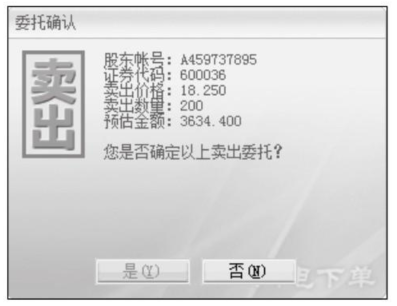 委托确认
卖出
股东帐号：A459737895
证券代码：600036
卖出价格：18.250
卖出数量：200
预估金额：3634.400
您是否确定以上卖出委托？
是(Y)
否(N)
电下单